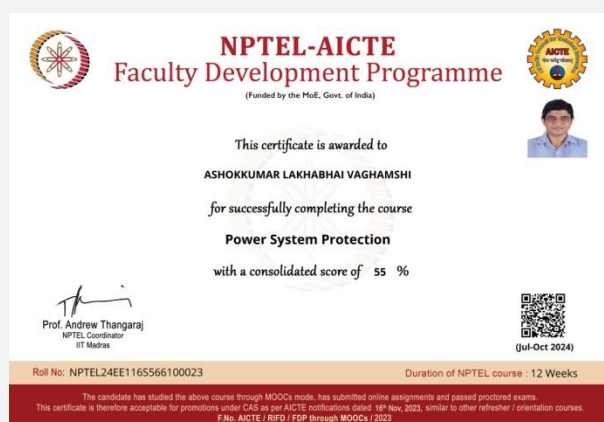 NPTEL-AICTE
Faculty Development Programme
(Funded by the MoE, Govt. of India)
AICTE
This certificate is awarded to
ASHOKKUMAR LAKHABHAI VAGHAMSHI
for successfully completing the course
Power System Protection
with a consolidated score of 55 %
Prof. Andrew Thangaraj
NPTEL Coordinator
IIT Madras
(Jul-Oct 2024)
Roll No: NPTEL24EE116S566100023
Duration of NPTEL course : 12 Weeks
The candidate has studied the above course through MOOCs mode, has submitted online assignments and passed proctored exams.
This certificate is therefore acceptable for promotions under CAS as per AICTE notifications dated 16th Nov, 2023, similar to other refresher / orientation courses.
F.No. AICTE / RIFD / FDP through MOOCs / 2023